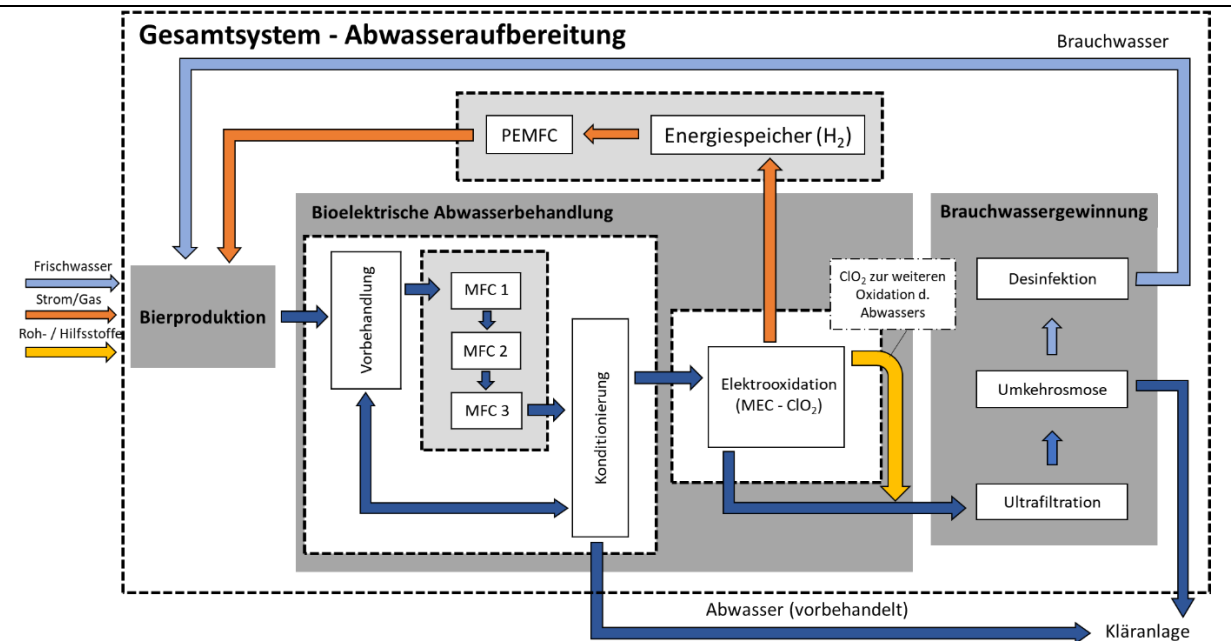 Gesamtsystem - Abwasseraufbereitung
Brauchwasser
PEMFC
Energiespeicher (H₂)
Bioelektrische Abwasserbehandlung
Brauchwassergewinnung
Frischwasser
Strom/Gas
Roh- / Hilfsstoffe
Bierproduktion
Vorbehandlung
MFC 1
MFC 2
MFC 3
Konditionierung
ClO₂ zur weiteren
Oxidation d.
Abwassers
Elektrooxidation
(MEC - ClO₂)
Desinfektion
Umkehrosmose
Ultrafiltration
Abwasser (vorbehandelt)
Kläranlage